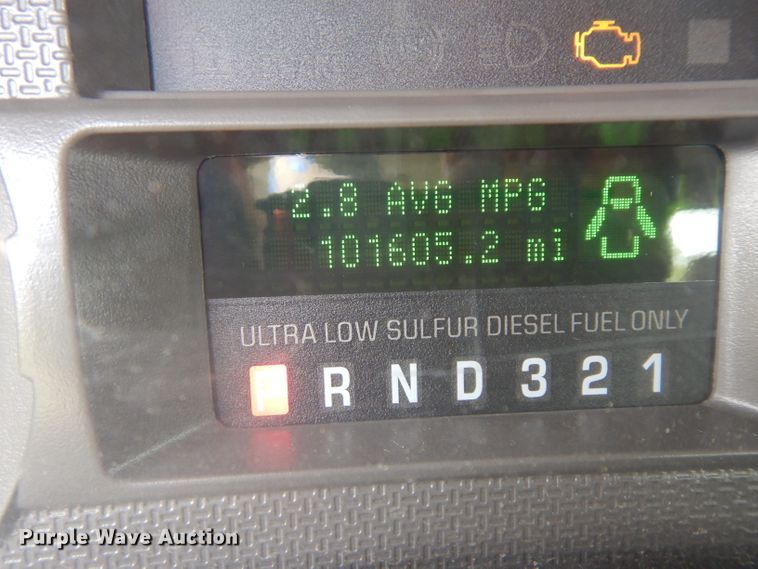 2.8 AVG MPG
101605.2 mi
ULTRA LOW SULFUR DIESEL FUEL ONLY
P R N D 3 2 1
Purple Wave Auction